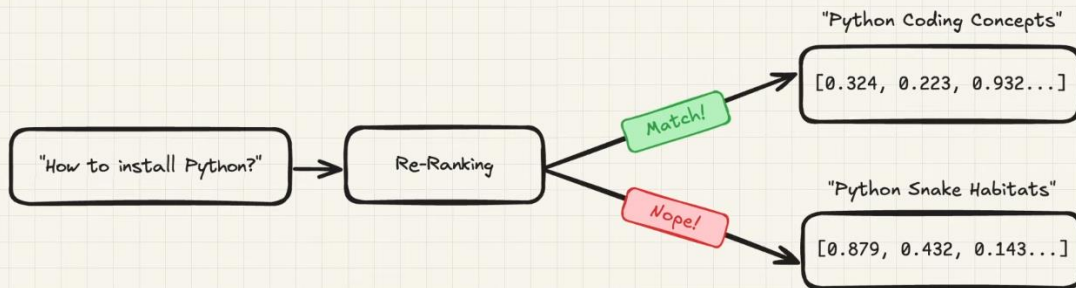 "Python Coding Concepts"
[0.324, 0.223, 0.932...]
Match!
"How to install Python?"
Re-Ranking
Nope!
"Python Snake Habitats"
[0.879, 0.432, 0.143...]